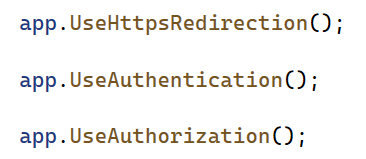 app.UseHttpsRedirection();
app.UseAuthentication();
app.UseAuthorization();